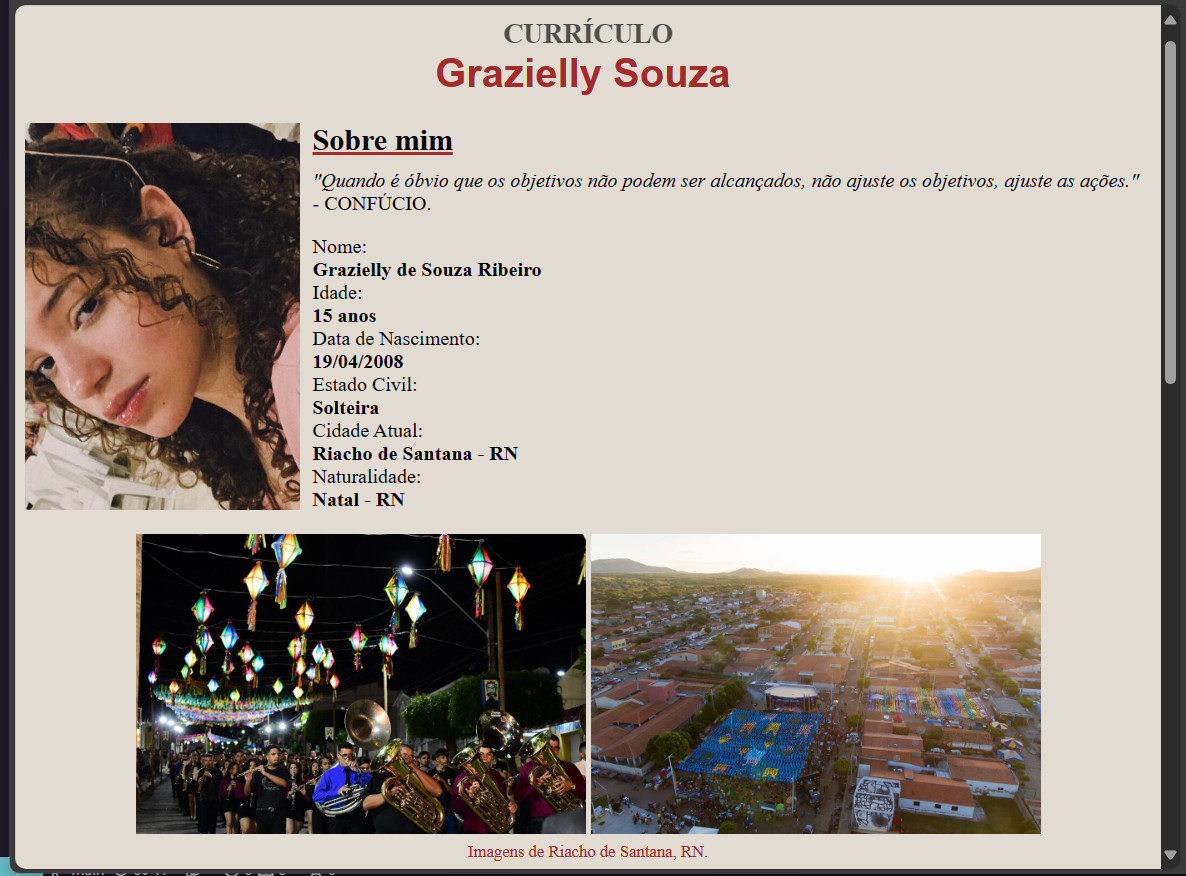 CURRÍCULO
Grazielly Souza
Sobre mim
"Quando é óbvio que os objetivos não podem ser alcançados, não ajuste os objetivos, ajuste as ações."
- CONFÚCIO.
Nome:
Grazielly de Souza Ribeiro
Idade:
15 anos
Data de Nascimento:
19/04/2008
Estado Civil:
Solteira
Cidade Atual:
Riacho de Santana - RN
Naturalidade:
Natal - RN
Imagens de Riacho de Santana, RN.